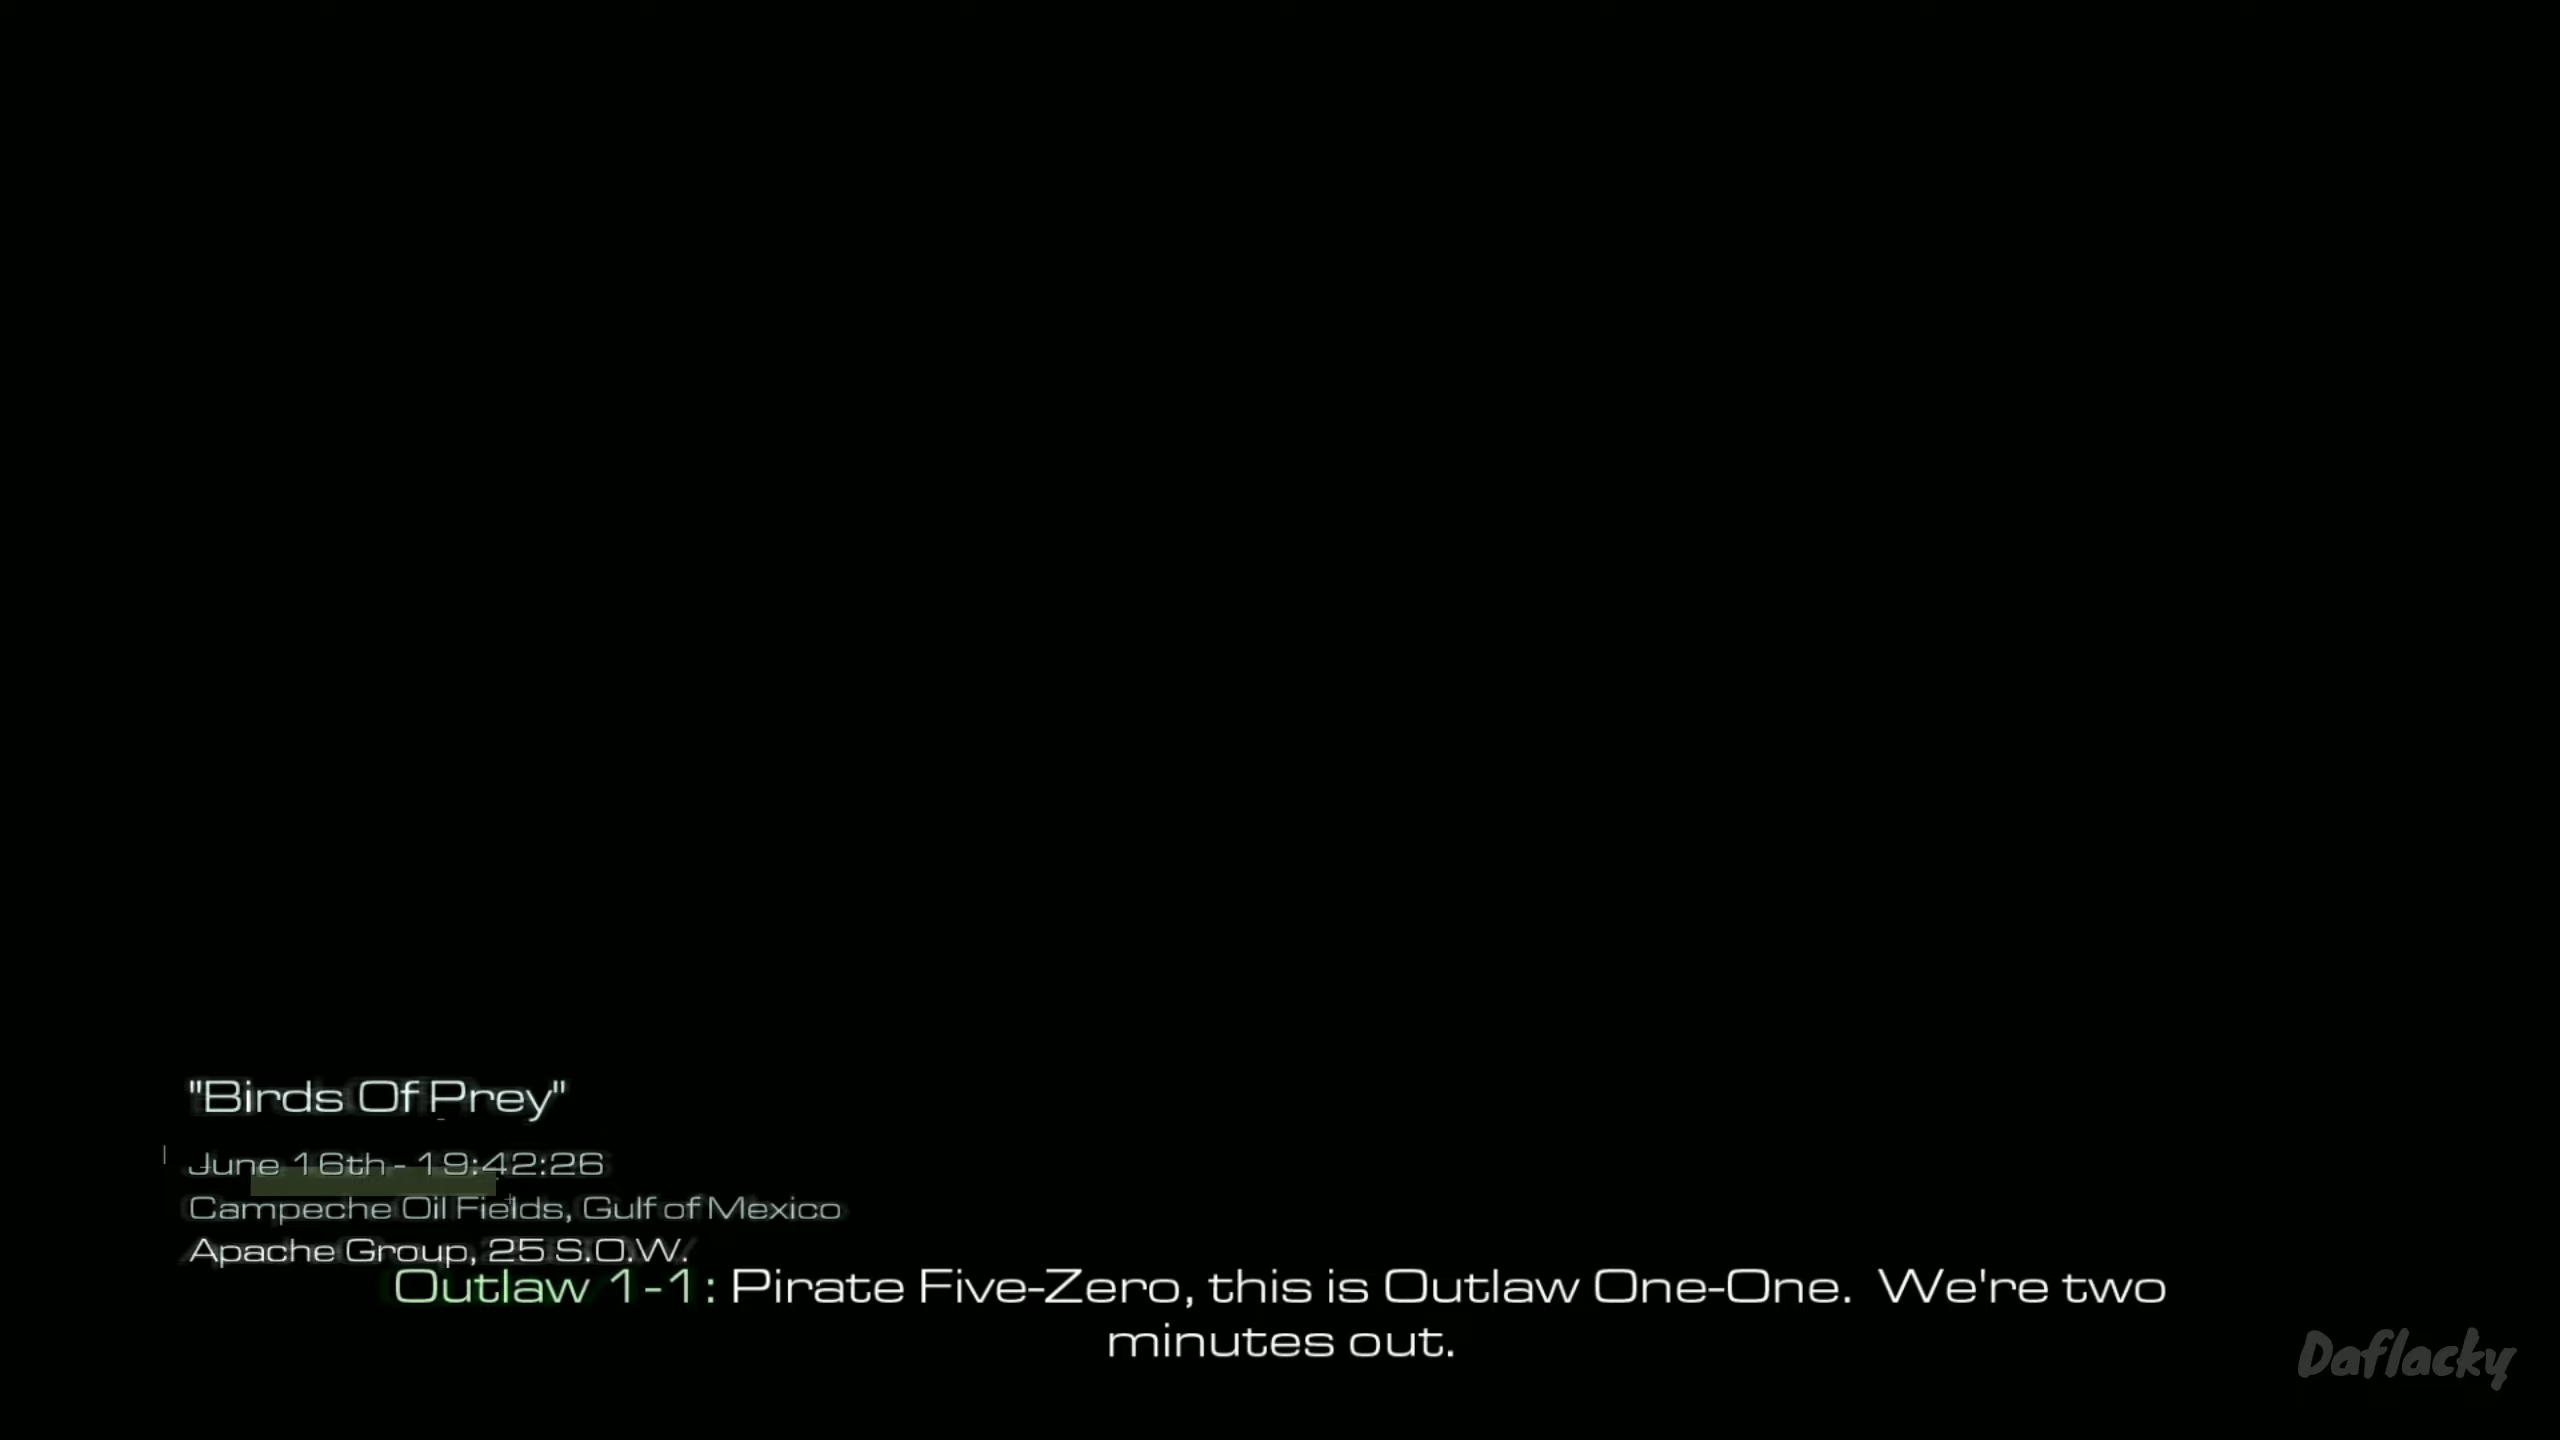 "Birds Of Prey"
June 16th - 19:42:26
Campeche Oil Fields, Gulf of Mexico
Apache Group, 25 S.O.W.
Outlaw 1-1: Pirate Five-Zero, this is Outlaw One-One.  We're two
minutes out.
Daflacky